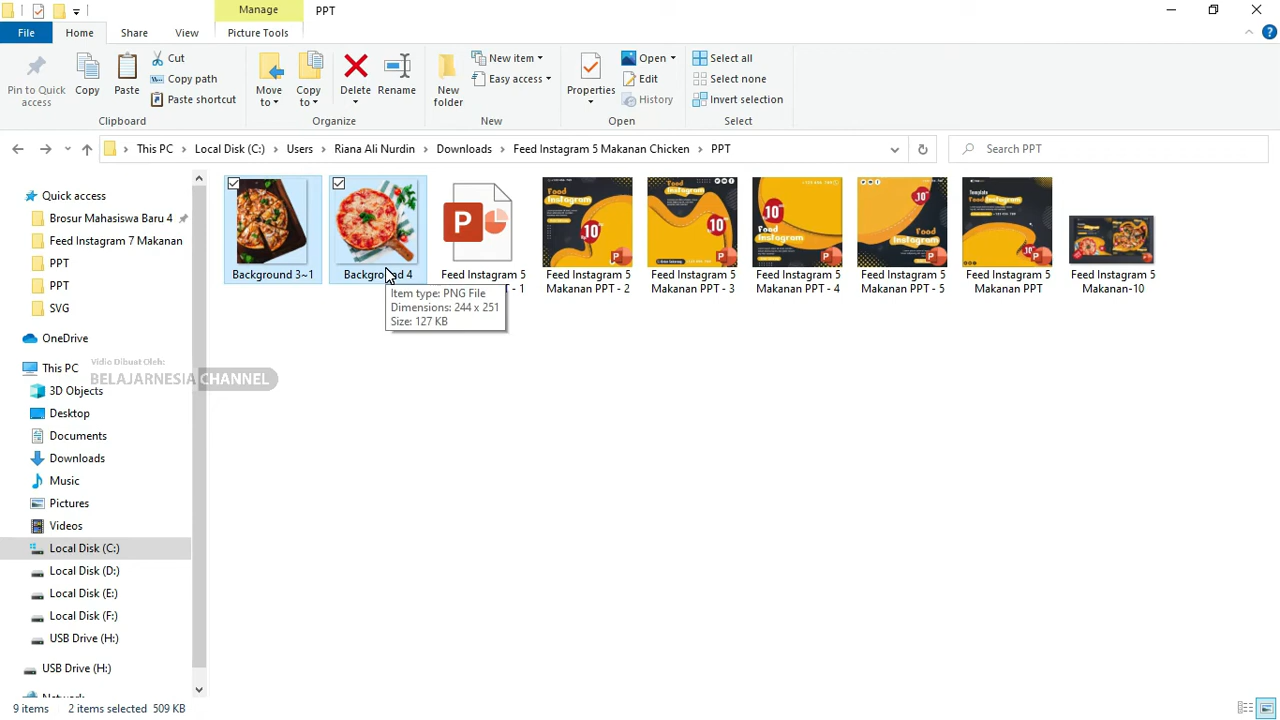 Manage
PPT
File
Home
Share
View
Picture Tools
Pin to Quick access
Copy
Paste
Cut
Copy path
Paste shortcut
Move to
Copy to
Delete
Rename
New folder
New item
Easy access
Properties
Open
Edit
History
Select all
Select none
Invert selection
Clipboard
Organize
New
Open
Select
This PC
Local Disk (C:)
Users
Riana Ali Nurdin
Downloads
Feed Instagram 5 Makanan Chicken
PPT
Search PPT
Quick access
Brosur Mahasiswa Baru 4
Feed Instagram 7 Makanan
PPT
PPT
SVG
OneDrive
This PC
3D Objects
Desktop
Documents
Downloads
Music
Pictures
Videos
Local Disk (C:)
Local Disk (D:)
Local Disk (E:)
Local Disk (F:)
USB Drive (H:)
USB Drive (H:)
Vidio Dibuat Oleh:
BELAJARNESIA CHANNEL
Background 3~1
Background 4
Feed Instagram 5
- 1
Feed Instagram 5
Makanan PPT - 2
Feed Instagram 5
Makanan PPT - 3
Feed Instagram 5
Makanan PPT - 4
Feed Instagram 5
Makanan PPT - 5
Feed Instagram 5
Makanan PPT
Feed Instagram 5
Makanan-10
Item type: PNG File
Dimensions: 244 x 251
Size: 127 KB
9 items
2 items selected 509 KB